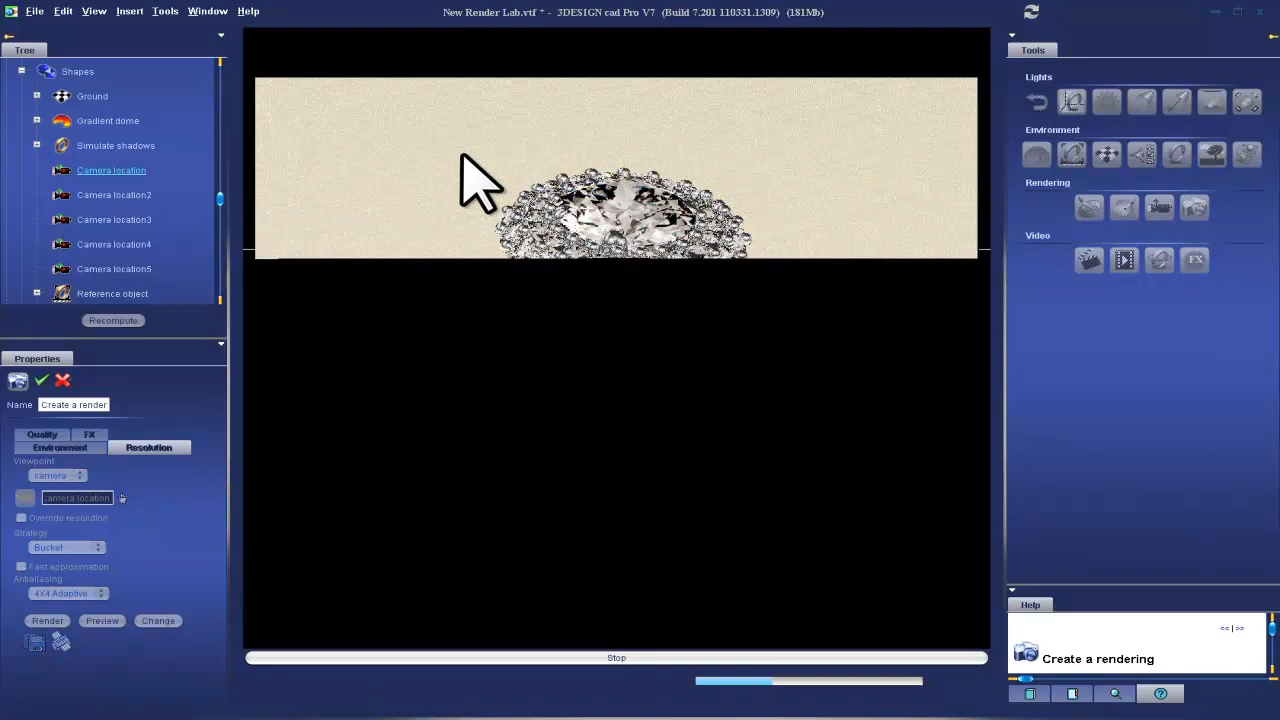 File Edit View Insert Tools Window Help
New Render Lab.vtf * - 3DESIGN cad Pro V7 (Build 7.201 110331.1309) (181Mb)
Tree
Shapes
Ground
Gradient dome
Simulate shadows
Camera location
Camera location2
Camera location3
Camera location4
Camera location5
Reference object
Recompute
Properties
Name Create a render
Quality FX
Environment Resolution
Viewpoint
camera
camera location
Override resolution
Strategy
Bucket
Fast approximation
Antialiasing
4X4 Adaptive
Render Preview Change
Stop
Tools
Lights
Environment
Rendering
Video
FX
Help
<< | >>
Create a rendering